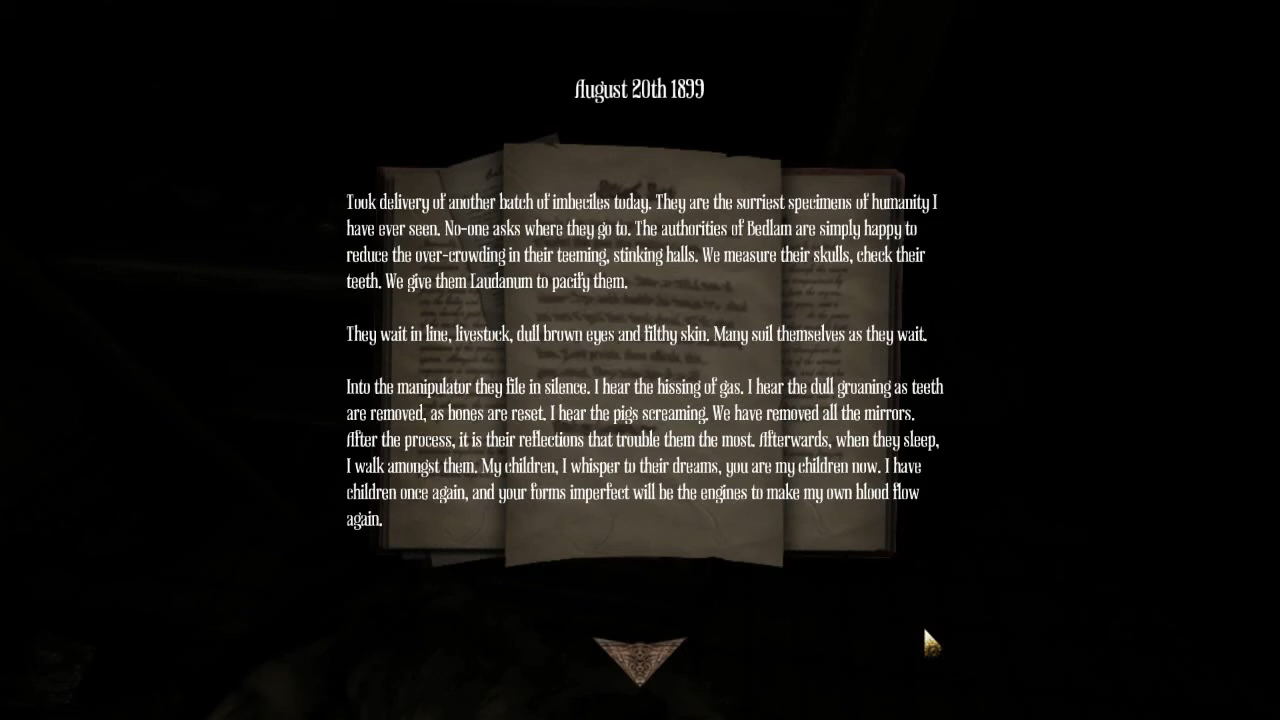 August 20th 1899
Took delivery of another batch of imbeciles today. They are the sorriest specimens of humanity I
have ever seen. No-one asks where they go to. The authorities of Bedlam are simply happy to
reduce the over-crowding in their teeming, stinking halls. We measure their skulls, check their
teeth. We give them Laudanum to pacify them.
They wait in line, livestock, dull brown eyes and filthy skin. Many soil themselves as they wait.
Into the manipulator they file in silence. I hear the hissing of gas. I hear the dull groaning as teeth
are removed, as bones are reset. I hear the pigs screaming. We have removed all the mirrors.
After the process, it is their reflections that trouble them the most. Afterwards, when they sleep,
I walk amongst them. My children, I whisper to their dreams, you are my children now. I have
children once again, and your forms imperfect will be the engines to make my own blood flow
again.